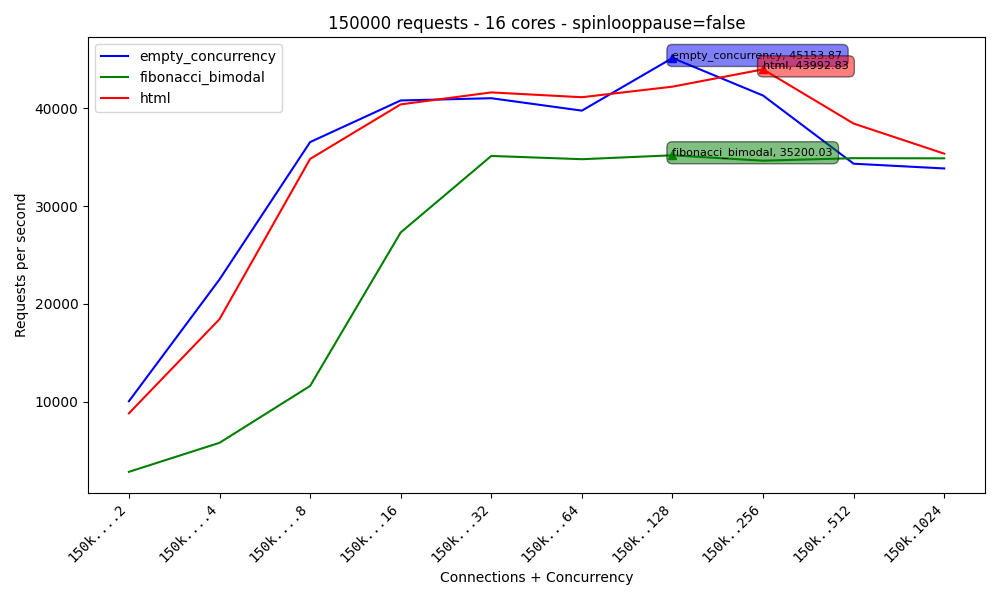 150000 requests - 16 cores - spinlooppause=false
empty_concurrency
fibonacci_bimodal
html
empty_concurrency, 45153.87
html, 43992.83
fibonacci_bimodal, 35200.03
Requests per second
40000
30000
20000
10000
150k....2
150k....4
150k....8
150k...16
150k...32
150k...64
150k..128
150k..256
150k..512
150k.1024
Connections + Concurrency